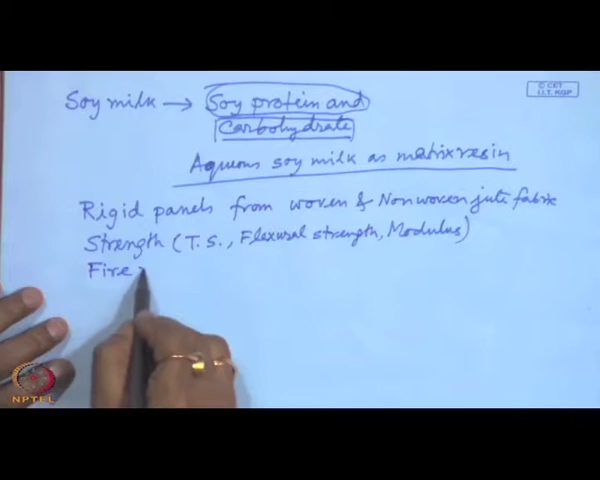 © CET
I.I.T. KGP
Soy milk → Soy protein and
Carbohydrate
Aqueous soy milk as matrix resin
Rigid panels from woven & Nonwoven jute fabric
Strength (T.S., Flexural strength, Modulus)
Fire
NPTEL